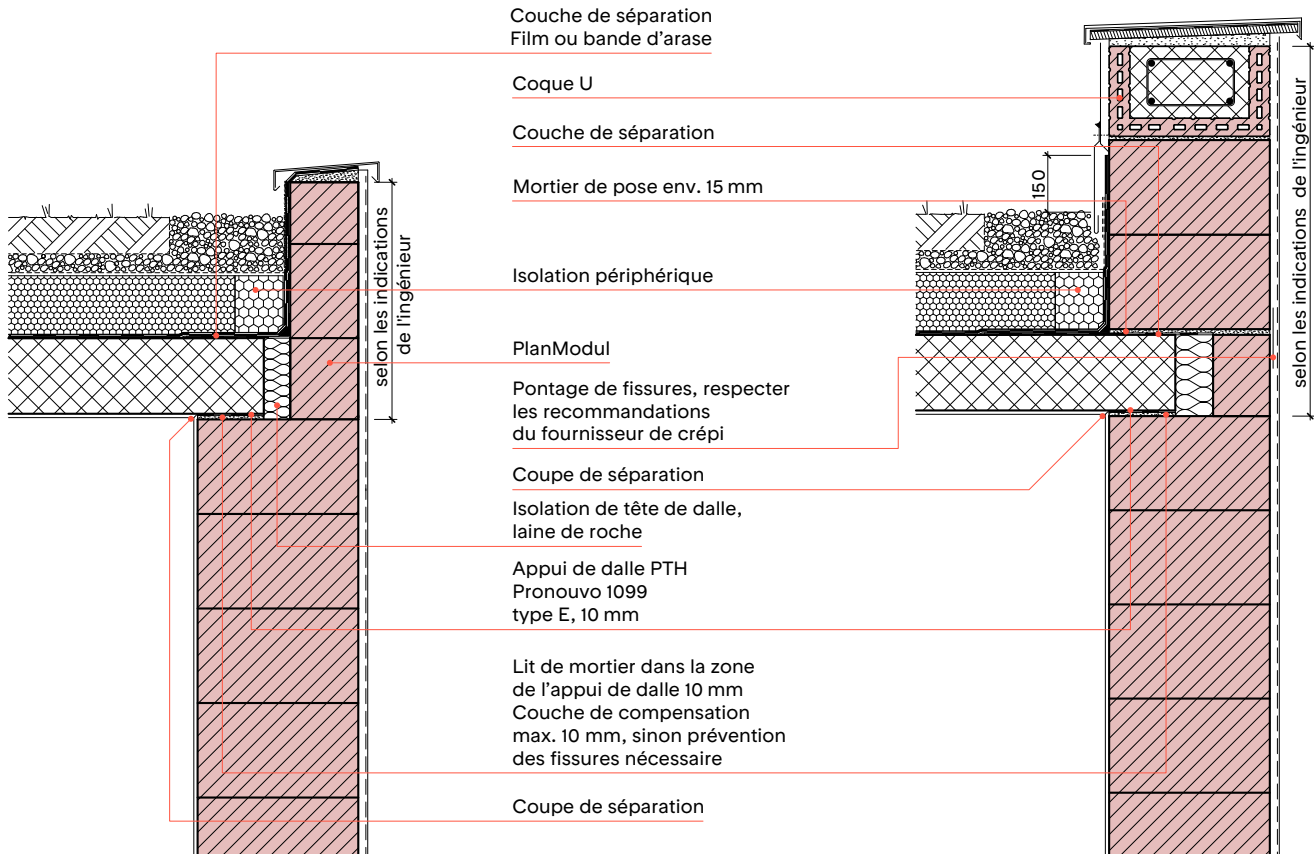 Couche de séparation
Film ou bande d'arase
Coque U
Couche de séparation
Mortier de pose env. 15 mm
Isolation périphérique
PlanModul
Pontage de fissures, respecter
les recommandations
du fournisseur de crépi
Coupe de séparation
Isolation de tête de dalle,
laine de roche
Appui de dalle PTH
Pronouvo 1099
type E, 10 mm
Lit de mortier dans la zone
de l'appui de dalle 10 mm
Couche de compensation
max. 10 mm, sinon prévention
des fissures nécessaire
Coupe de séparation
selon les indications
de l'ingénieur
150
selon les indications de l'ingénieur